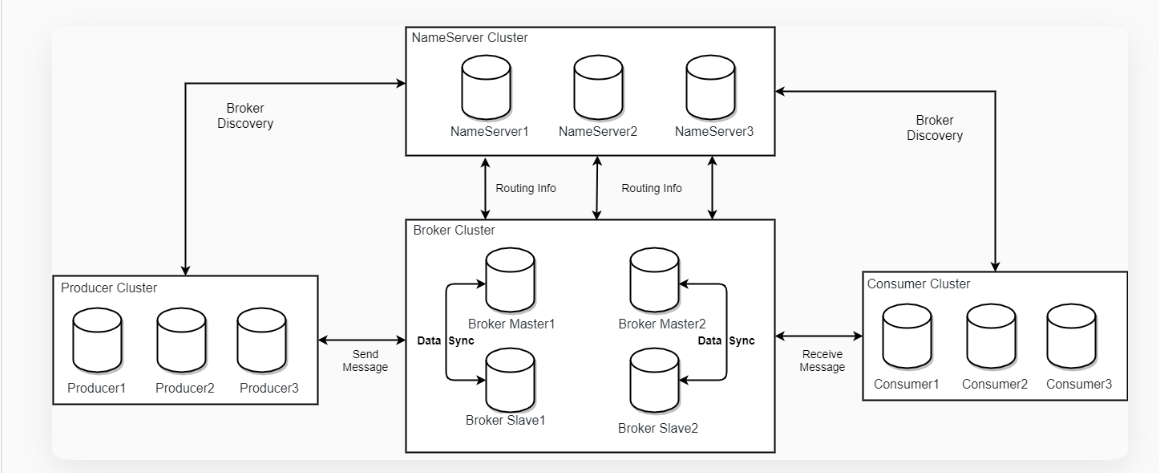 NameServer Cluster
NameServer1
NameServer2
NameServer3
Broker
Discovery
Broker
Discovery
Routing Info
Routing Info
Broker Cluster
Broker Master1
Broker Master2
Data Sync
Data Sync
Broker Slave1
Broker Slave2
Producer Cluster
Producer1
Producer2
Producer3
Send
Message
Consumer Cluster
Consumer1
Consumer2
Consumer3
Receive
Message